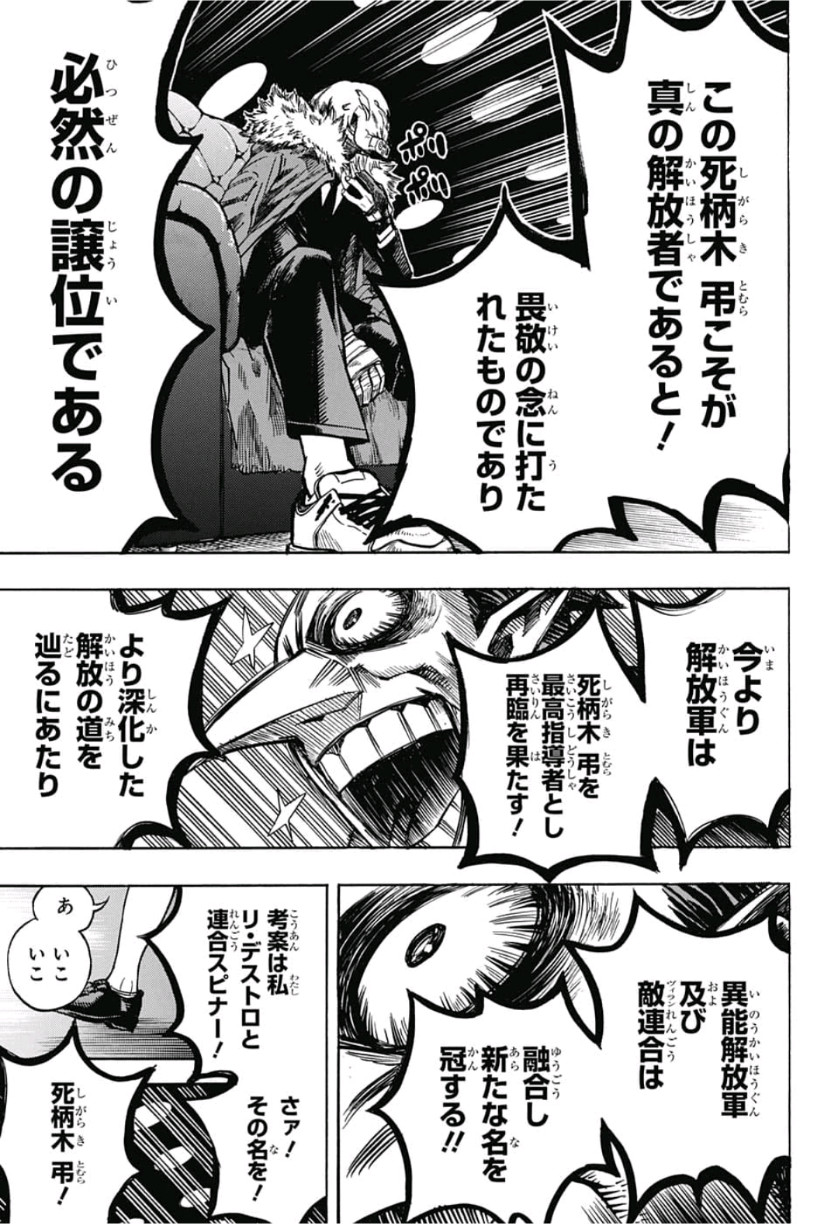 この死柄木 弔こそが
真の解放者であると！
畏敬の念に打た
れたものであり
必然の譲位である
ポリ
ポリ
今より
解放軍は
死柄木 弔を
最高指導者とし
再臨を果たす！
より深化した
解放の道を
辿るにあたり
異能解放軍
及び
敵連合は
融合し
新たな名を
冠する!!
考案は私
リ・デストロと
連合スピナー！
あ
いこ
いこ
さァ！
その名を！
死柄木 弔！